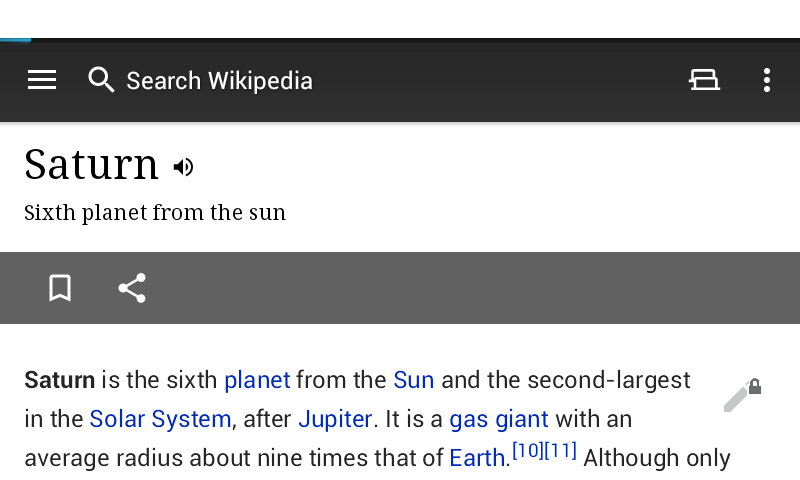 Search Wikipedia
Saturn
Sixth planet from the sun
Saturn is the sixth planet from the Sun and the second-largest
in the Solar System, after Jupiter. It is a gas giant with an
average radius about nine times that of Earth.[10][11] Although only